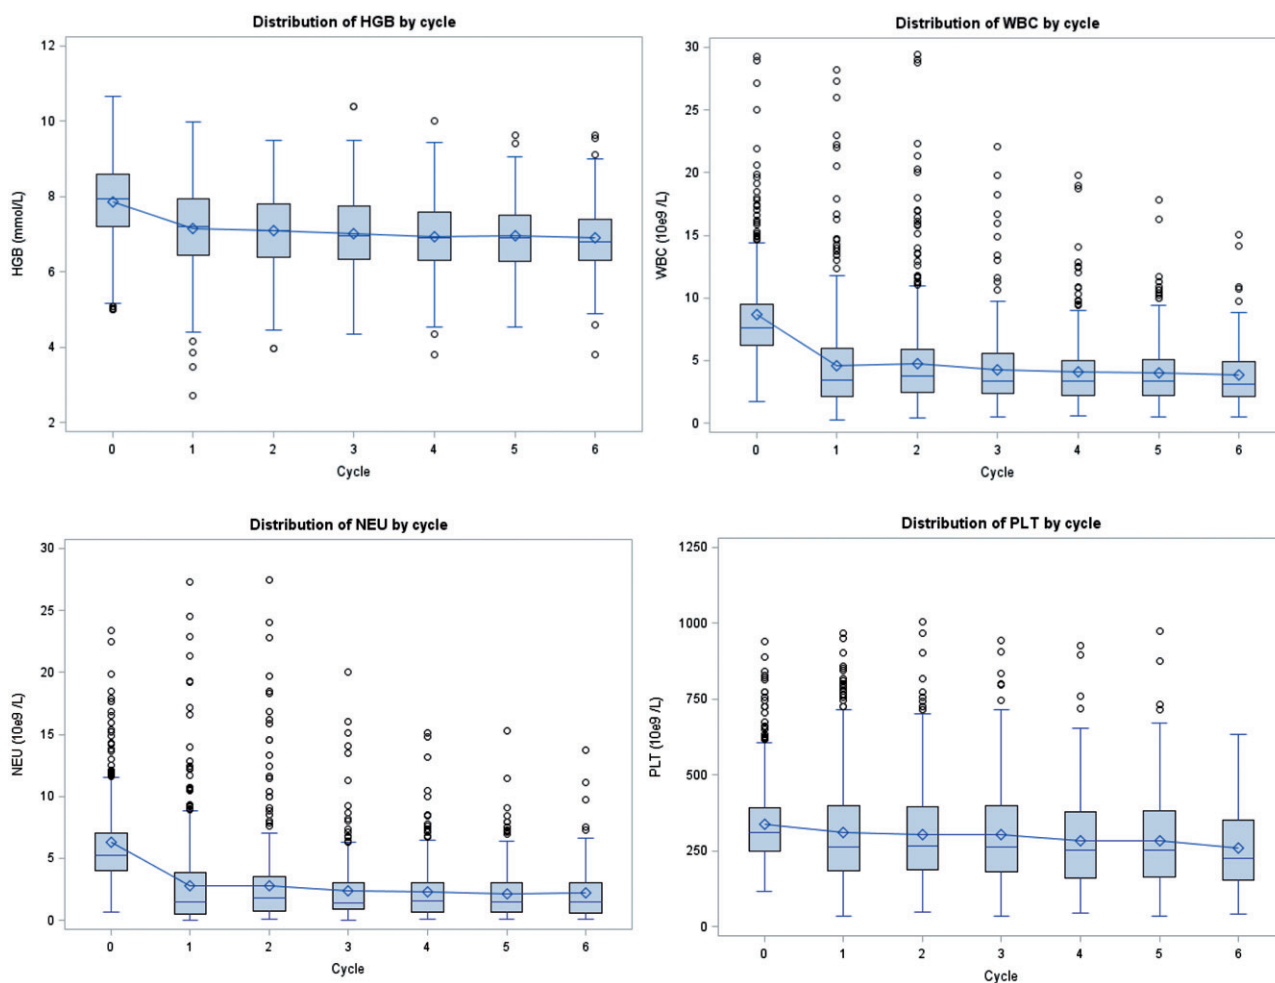 Distribution of HGB by cycle
HGB (mmol/L)
12
10
8
6
4
2
0 1 2 3 4 5 6
Cycle
Distribution of WBC by cycle
WBC (10e9 /L)
30
25
20
15
10
5
0
0 1 2 3 4 5 6
Cycle
Distribution of NEU by cycle
NEU (10e9 /L)
30
25
20
15
10
5
0
0 1 2 3 4 5 6
Cycle
Distribution of PLT by cycle
PLT (10e9 /L)
1250
1000
750
500
250
0
0 1 2 3 4 5 6
Cycle